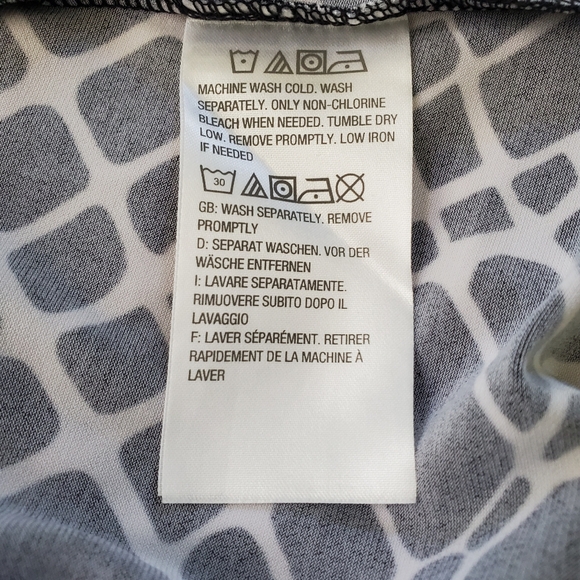 MACHINE WASH COLD. WASH
SEPARATELY. ONLY NON-CHLORINE
BLEACH WHEN NEEDED. TUMBLE DRY
LOW. REMOVE PROMPTLY. LOW IRON
IF NEEDED
30
GB: WASH SEPARATELY. REMOVE
PROMPTLY
D: SEPARAT WASCHEN. VOR DER
WÄSCHE ENTFERNEN
I: LAVARE SEPARATAMENTE.
RIMUOVERE SUBITO DOPO IL
LAVAGGIO
F: LAVER SÉPARÉMENT. RETIRER
RAPIDEMENT DE LA MACHINE À
LAVER